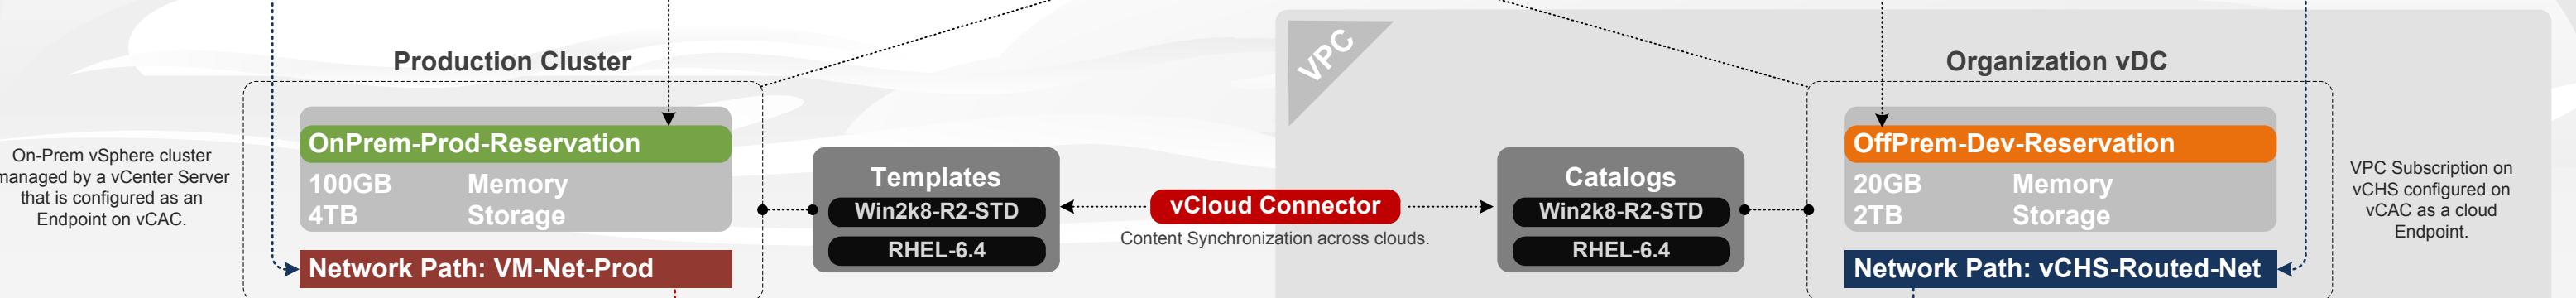 Production Cluster
OnPrem-Prod-Reservation
100GB Memory
4TB Storage
Network Path: VM-Net-Prod
On-Prem vSphere cluster
managed by a vCenter Server
that is configured as an
Endpoint on vCAC.
Templates
Win2k8-R2-STD
RHEL-6.4
vCloud Connector
Content Synchronization across clouds.
VPC
Catalogs
Win2k8-R2-STD
RHEL-6.4
Organization vDC
OffPrem-Dev-Reservation
20GB Memory
2TB Storage
Network Path: vCHS-Routed-Net
VPC Subscription on
vCHS configured on
vCAC as a cloud
Endpoint.